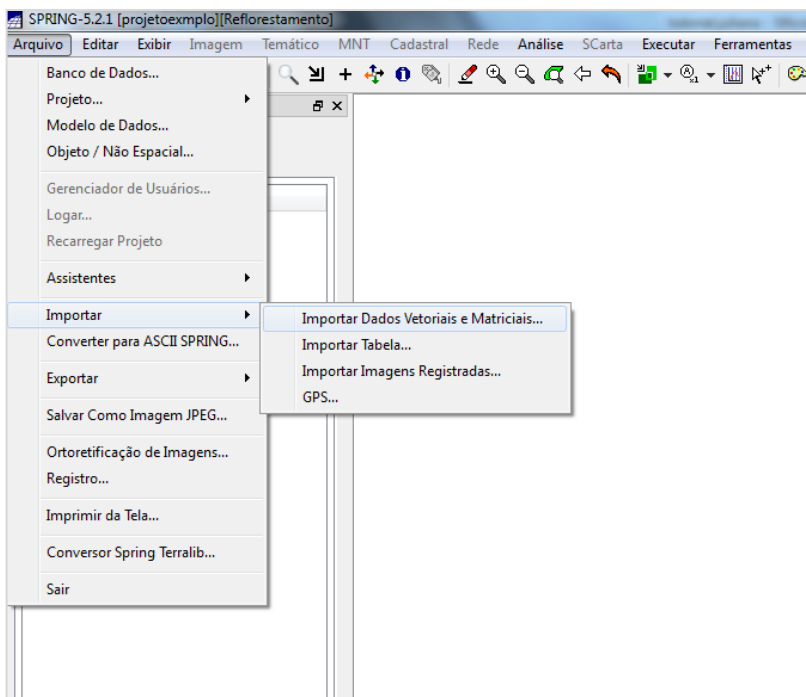 SPRING-5.2.1 [projetoexmplo][Reflorestamento]
Arquivo Editar Exibir Imagem Temático MNT Cadastral Rede Análise SCarta Executar Ferramentas
Banco de Dados...
Projeto...
Modelo de Dados...
Objeto / Não Espacial...
Gerenciador de Usuários...
Logar...
Recarregar Projeto
Assistentes
Importar
Importar Dados Vetoriais e Matriciais...
Importar Tabela...
Importar Imagens Registradas...
GPS...
Converter para ASCII SPRING...
Exportar
Salvar Como Imagem JPEG...
Ortoretificação de Imagens...
Registro...
Imprimir da Tela...
Conversor Spring Terralib...
Sair